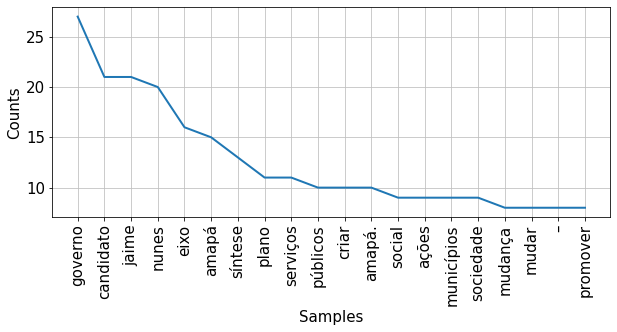 25
20
15
10
Counts
governo
candidato
jaime
nunes
eixo
amapá
síntese
plano
serviços
públicos
criar
amapá.
social
ações
municípios
sociedade
mudança
mudar
–
promover
Samples